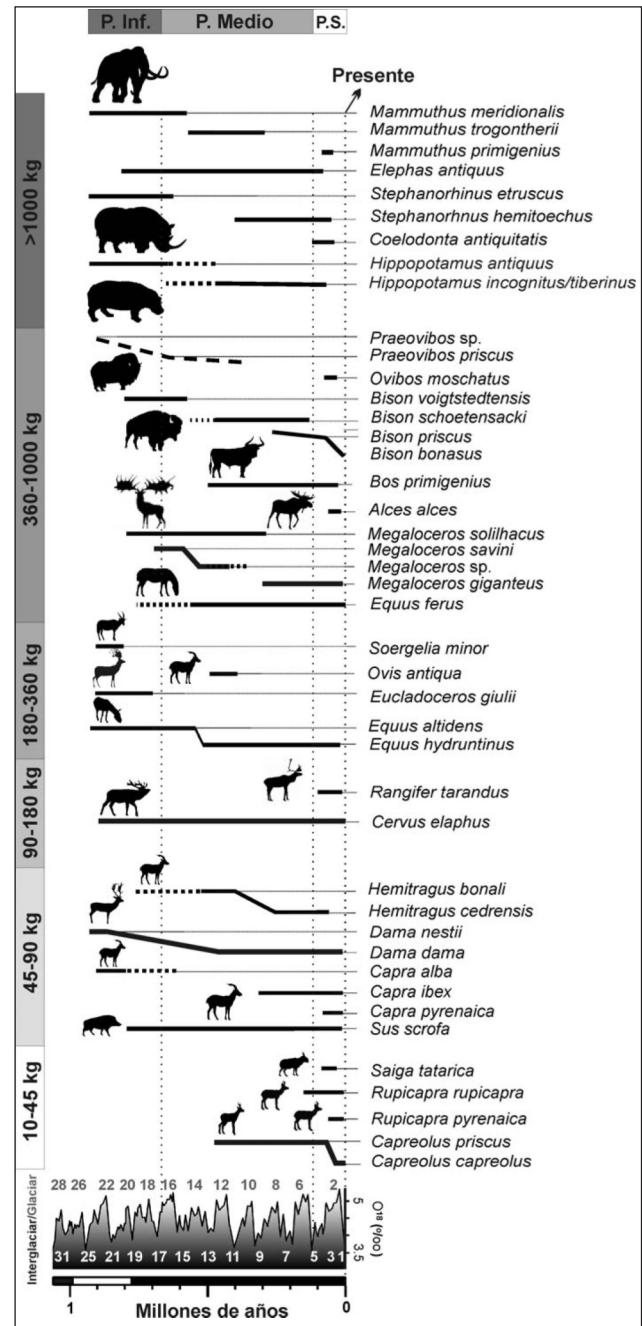 P. Inf. P. Medio P.S.
Presente
>1000 kg
Mammuthus meridionalis
Mammuthus trogontherii
Mammuthus primigenius
Elephas antiquus
Stephanorhinus etruscus
Stephanorhnus hemitoechus
Coelodonta antiquitatis
Hippopotamus antiquus
Hippopotamus incognitus/tiberinus
360-1000 kg
Praeovibos sp.
Praeovibos priscus
Ovibos moschatus
Bison voigtstedtensis
Bison schoetensacki
Bison priscus
Bison bonasus
Bos primigenius
Alces alces
Megaloceros solilhacus
Megaloceros savini
Megaloceros sp.
Megaloceros giganteus
Equus ferus
180-360 kg
Soergelia minor
Ovis antiqua
Eucladoceros giulii
Equus altidens
Equus hydruntinus
90-180 kg
Rangifer tarandus
Cervus elaphus
45-90 kg
Hemitragus bonali
Hemitragus cedrensis
Dama nestii
Dama dama
Capra alba
Capra ibex
Capra pyrenaica
Sus scrofa
10-45 kg
Saiga tatarica
Rupicapra rupicapra
Rupicapra pyrenaica
Capreolus priscus
Capreolus capreolus
Interglaciar/Glaciar
28 26 22 20 18 16 14 12 10 8 6 2
31 25 21 19 17 15 13 11 9 7 5 3 1
5
3.5
O¹⁸ (º/oo)
1 0
Millones de años